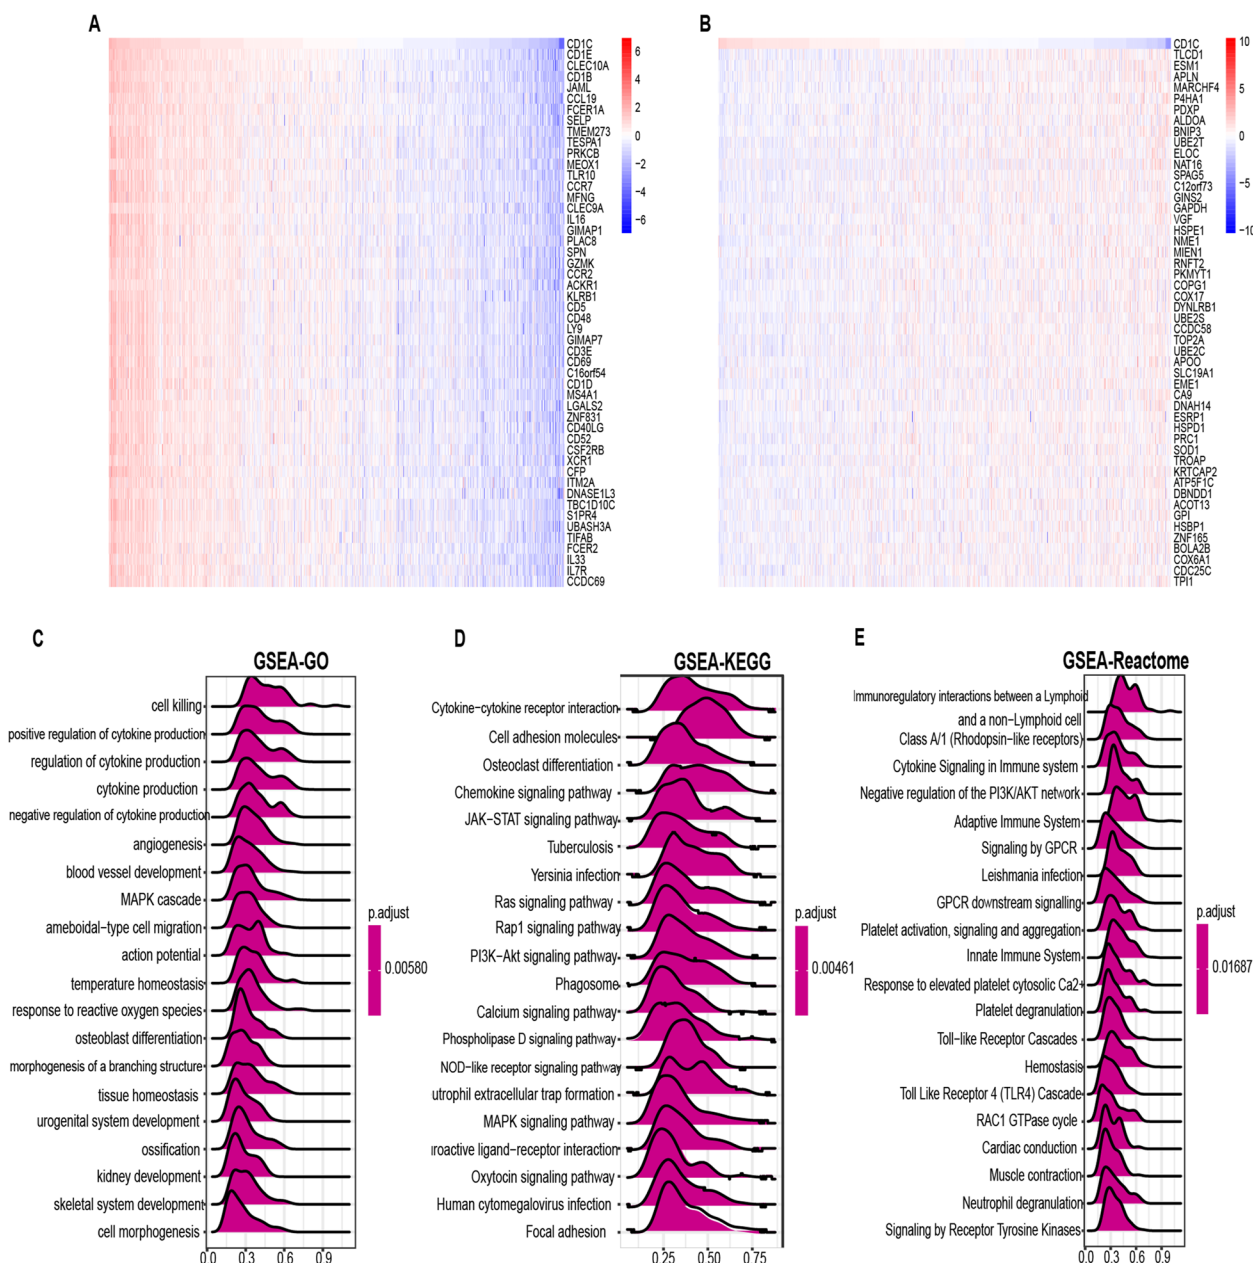 A
CD1C
CD1E
CLEC10A
CD1B
JAML
CCL19
FCER1A
SELP
TMEM273
TESPA1
PRKCB
MEOX1
TLR10
CCR7
MFNG
CLEC9A
IL16
GIMAP1
PLAC8
SPN
GZMK
CCR2
ACKR1
KLRB1
CD5
CD48
LY9
GIMAP7
CD3E
CD69
C16orf54
CD1D
MS4A1
LGALS2
ZNF831
CD40LG
CD52
CSF2RB
XCR1
CFP
ITM2A
DNASE1L3
TBC1D10C
S1PR4
UBASH3A
TIFAB
FCER2
IL33
IL7R
CCDC69
6
4
2
0
−2
−4
−6
B
CD1C
TLCD1
ESM1
APLN
MARCHF4
P4HA1
PDXP
ALDOA
BNIP3
UBE2T
ELOC
NAT16
SPAG5
C12orf73
GINS2
GAPDH
VGF
HSPE1
NME1
MIEN1
RNFT2
PKMYT1
COPG1
COX17
DYNLRB1
UBE2S
CCDC58
TOP2A
UBE2C
APOO
SLC19A1
EME1
CA9
DNAH14
ESRP1
HSPD1
PRC1
SOD1
TROAP
KRTCAP2
ATP5F1C
DBNDD1
ACOT13
GPI
HSBP1
ZNF165
BOLA2B
COX6A1
CDC25C
TPI1
10
5
0
−5
−10
C
GSEA-GO
cell killing
positive regulation of cytokine production
regulation of cytokine production
cytokine production
negative regulation of cytokine production
angiogenesis
blood vessel development
MAPK cascade
ameboidal−type cell migration
action potential
temperature homeostasis
response to reactive oxygen species
osteoblast differentiation
morphogenesis of a branching structure
tissue homeostasis
urogenital system development
ossification
kidney development
skeletal system development
cell morphogenesis
0.0 0.3 0.6 0.9
p.adjust
0.00580
D
GSEA-KEGG
Cytokine−cytokine receptor interaction
Cell adhesion molecules
Osteoclast differentiation
Chemokine signaling pathway
JAK−STAT signaling pathway
Tuberculosis
Yersinia infection
Ras signaling pathway
Rap1 signaling pathway
PI3K−Akt signaling pathway
Phagosome
Calcium signaling pathway
Phospholipase D signaling pathway
NOD−like receptor signaling pathway
utrophil extracellular trap formation
MAPK signaling pathway
roactive ligand−receptor interaction
Oxytocin signaling pathway
Human cytomegalovirus infection
Focal adhesion
0.25 0.50 0.75
p.adjust
0.00461
E
GSEA-Reactome
Immunoregulatory interactions between a Lymphoid
and a non-Lymphoid cell
Class A/1 (Rhodopsin-like receptors)
Cytokine Signaling in Immune system
Negative regulation of the PI3K/AKT network
Adaptive Immune System
Signaling by GPCR
Leishmania infection
GPCR downstream signalling
Platelet activation, signaling and aggregation
Innate Immune System
Response to elevated platelet cytosolic Ca2+
Platelet degranulation
Toll−like Receptor Cascades
Hemostasis
Toll Like Receptor 4 (TLR4) Cascade
RAC1 GTPase cycle
Cardiac conduction
Muscle contraction
Neutrophil degranulation
Signaling by Receptor Tyrosine Kinases
0.0 0.3 0.6 0.9
p.adjust
0.01687